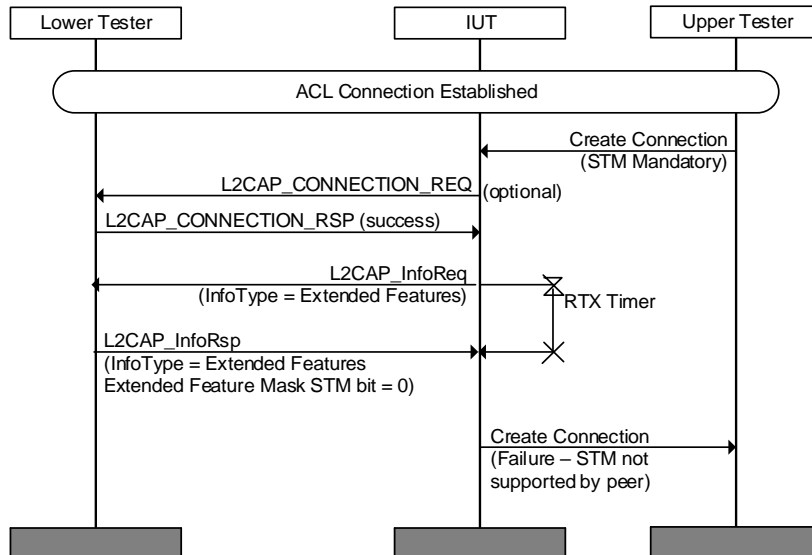 Lower Tester
IUT
Upper Tester
ACL Connection Established
Create Connection
(STM Mandatory)
L2CAP_CONNECTION_REQ (optional)
L2CAP_CONNECTION_RSP (success)
L2CAP_InfoReq
(InfoType = Extended Features)
RTX Timer
L2CAP_InfoRsp
(InfoType = Extended Features
Extended Feature Mask STM bit = 0)
Create Connection
(Failure – STM not
supported by peer)